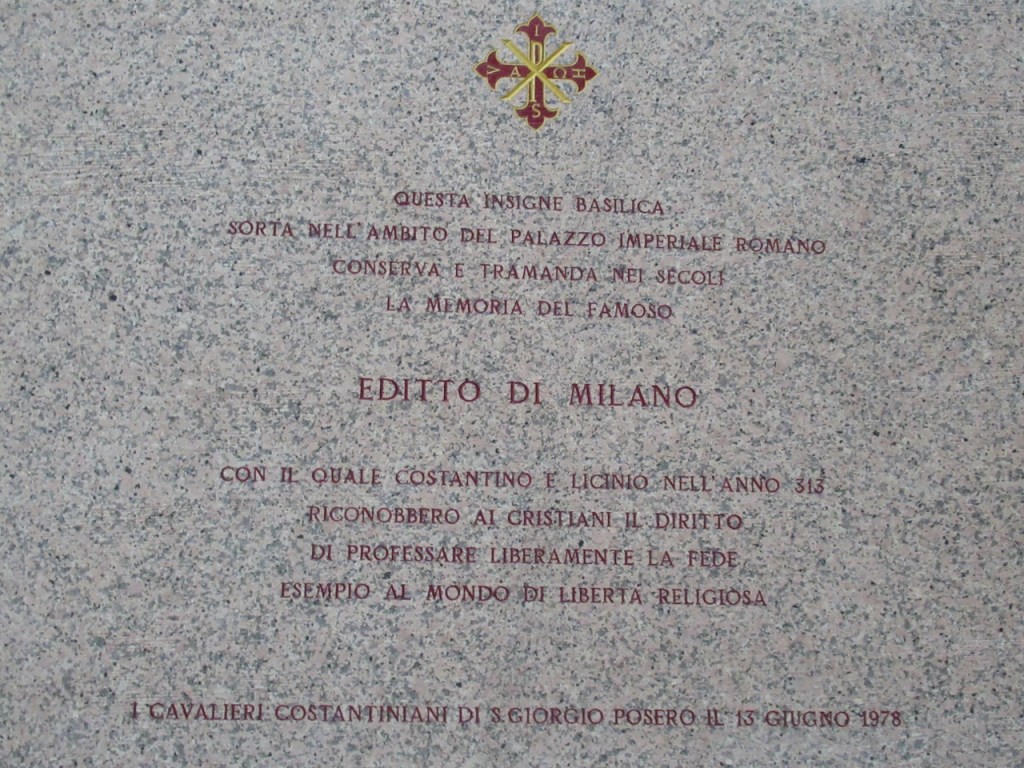 I
V A Ω H
S
QUESTA INSIGNE BASILICA
SORTA NELL'AMBITO DEL PALAZZO IMPERIALE ROMANO
CONSERVA E TRAMANDA NEI SECOLI
LA MEMORIA DEL FAMOSO
EDITTO DI MILANO
CON IL QUALE COSTANTINO E LICINIO NELL'ANNO 313
RICONOBBERO AI CRISTIANI IL DIRITTO
DI PROFESSARE LIBERAMENTE LA FEDE
ESEMPIO AL MONDO DI LIBERTÀ RELIGIOSA
I CAVALIERI COSTANTINIANI DI S.GIORGIO POSERO IL 13 GIUGNO 1978